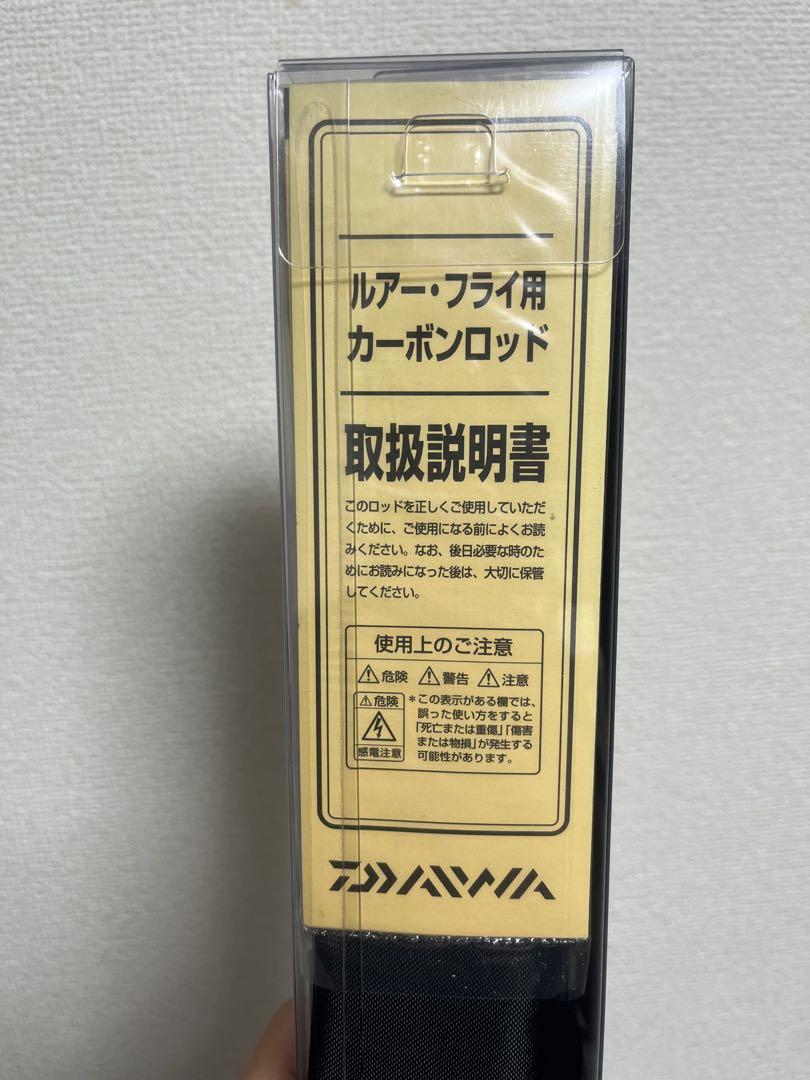 ルアー・フライ用
カーボンロッド
取扱説明書
このロッドを正しくご使用していただ
くために、ご使用になる前によくお読
みください。なお、後日必要な時のた
めにお読みになった後は、大切に保管
してください。
使用上のご注意
⚠危険 ⚠警告 ⚠注意
⚠危険
感電注意
＊この表示がある欄では、
誤った使い方をすると
「死亡または重傷」「傷害
または物損」が発生する
可能性があります。
DAIWA